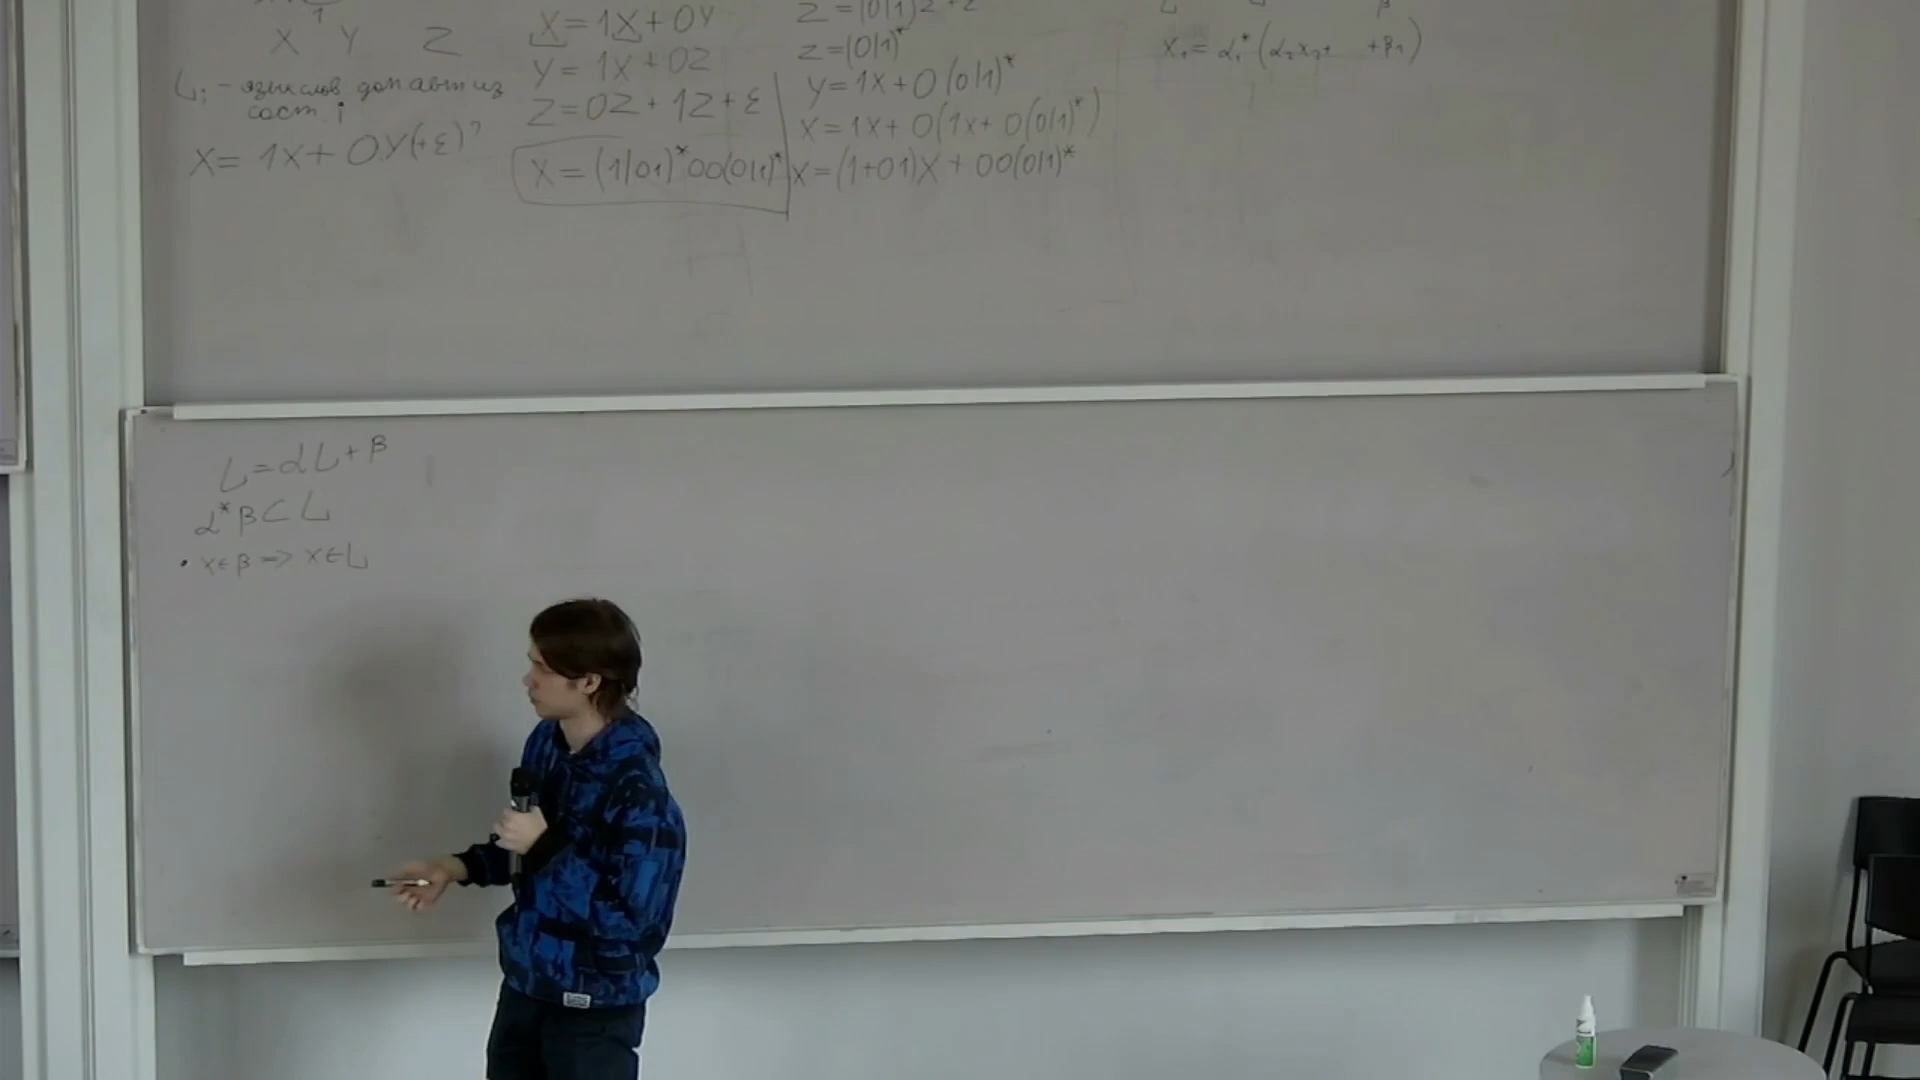 X Y Z
L_i - язык слов доп авт из
сост. i
X = 1X + 0Y(+ε)?
X = 1X + 0Y
Y = 1X + 0Z
Z = 0Z + 1Z + ε
X = (1|01)*00(0|1)*
Z = (0|1)Z + ε
Z = (0|1)*
Y = 1X + 0(0|1)*
X = 1X + 0(1X + 0(0|1)*)
X = (1+01)X + 00(0|1)*
L β
X₁ = α₁*(α₂x₂+ +β₁)
L = αL + β
α*β ⊂ L
• x∈β => x∈L